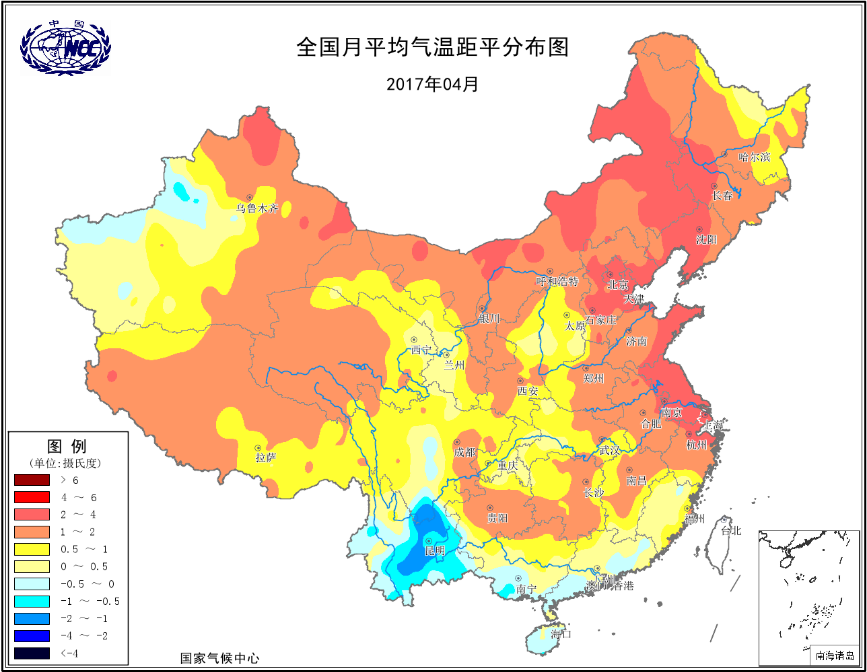 中国
NCC
全国月平均气温距平分布图
2017年04月
哈尔滨
长春
乌鲁木齐
沈阳
呼和浩特
北京
天津
银川
石家庄
太原
济南
西宁
兰州
郑州
西安
南京
合肥
上海
杭州
成都
武汉
拉萨
重庆
南昌
长沙
贵阳
福州
台北
昆明
南宁
广州
澳门
香港
海口
图 例
(单位:摄氏度)
> 6
4 ～ 6
2 ～ 4
1 ～ 2
0.5 ～ 1
0 ～ 0.5
-0.5 ～ 0
-1 ～ -0.5
-2 ～ -1
-4 ～ -2
<-4
国家气候中心
南海诸岛